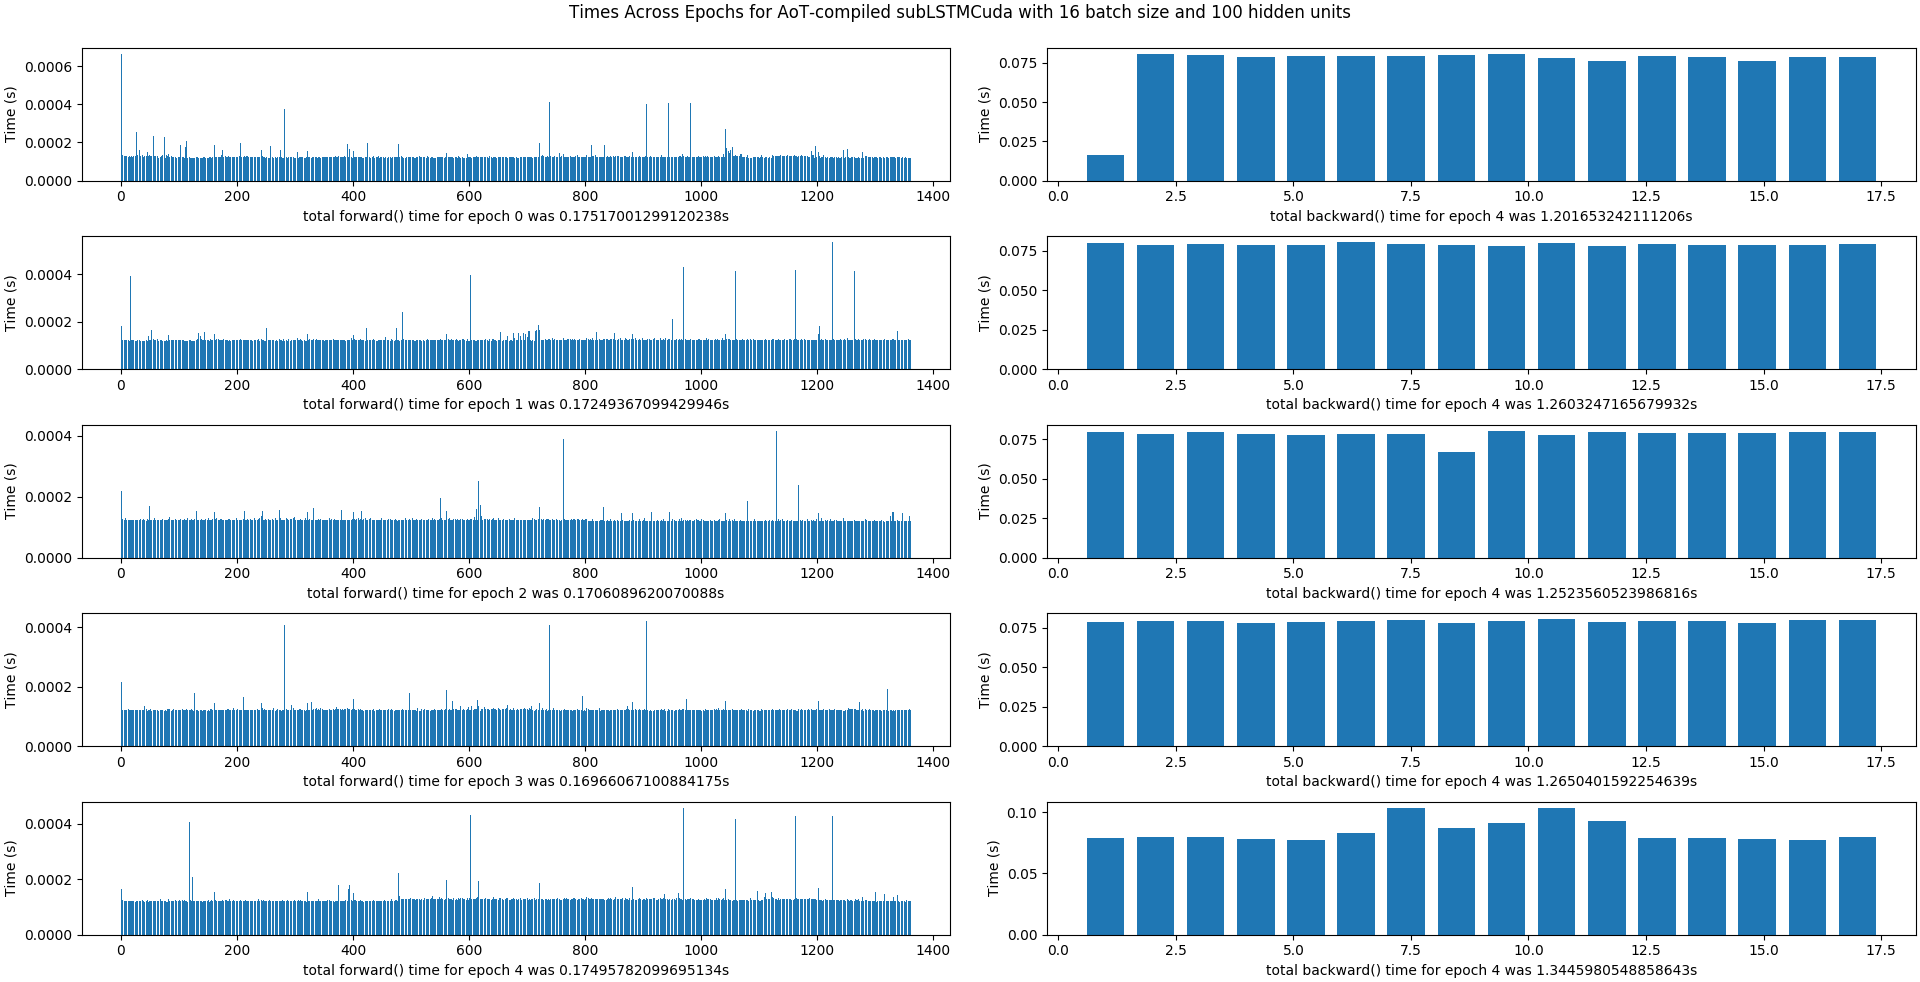 Times Across Epochs for AoT-compiled subLSTMCuda with 16 batch size and 100 hidden units
Time (s)
0.0006
0.0004
0.0002
0.0000
0 200 400 600 800 1000 1200 1400
total forward() time for epoch 0 was 0.17517001299120238s
Time (s)
0.075
0.050
0.025
0.000
0.0 2.5 5.0 7.5 10.0 12.5 15.0 17.5
total backward() time for epoch 4 was 1.201653242111206s
Time (s)
0.0004
0.0002
0.0000
0 200 400 600 800 1000 1200 1400
total forward() time for epoch 1 was 0.17249367099429946s
Time (s)
0.075
0.050
0.025
0.000
0.0 2.5 5.0 7.5 10.0 12.5 15.0 17.5
total backward() time for epoch 4 was 1.2603247165679932s
Time (s)
0.0004
0.0002
0.0000
0 200 400 600 800 1000 1200 1400
total forward() time for epoch 2 was 0.1706089620070088s
Time (s)
0.075
0.050
0.025
0.000
0.0 2.5 5.0 7.5 10.0 12.5 15.0 17.5
total backward() time for epoch 4 was 1.2523560523986816s
Time (s)
0.0004
0.0002
0.0000
0 200 400 600 800 1000 1200 1400
total forward() time for epoch 3 was 0.16966067100884175s
Time (s)
0.075
0.050
0.025
0.000
0.0 2.5 5.0 7.5 10.0 12.5 15.0 17.5
total backward() time for epoch 4 was 1.2650401592254639s
Time (s)
0.0004
0.0002
0.0000
0 200 400 600 800 1000 1200 1400
total forward() time for epoch 4 was 0.17495782099695134s
Time (s)
0.10
0.05
0.00
0.0 2.5 5.0 7.5 10.0 12.5 15.0 17.5
total backward() time for epoch 4 was 1.3445980548858643s